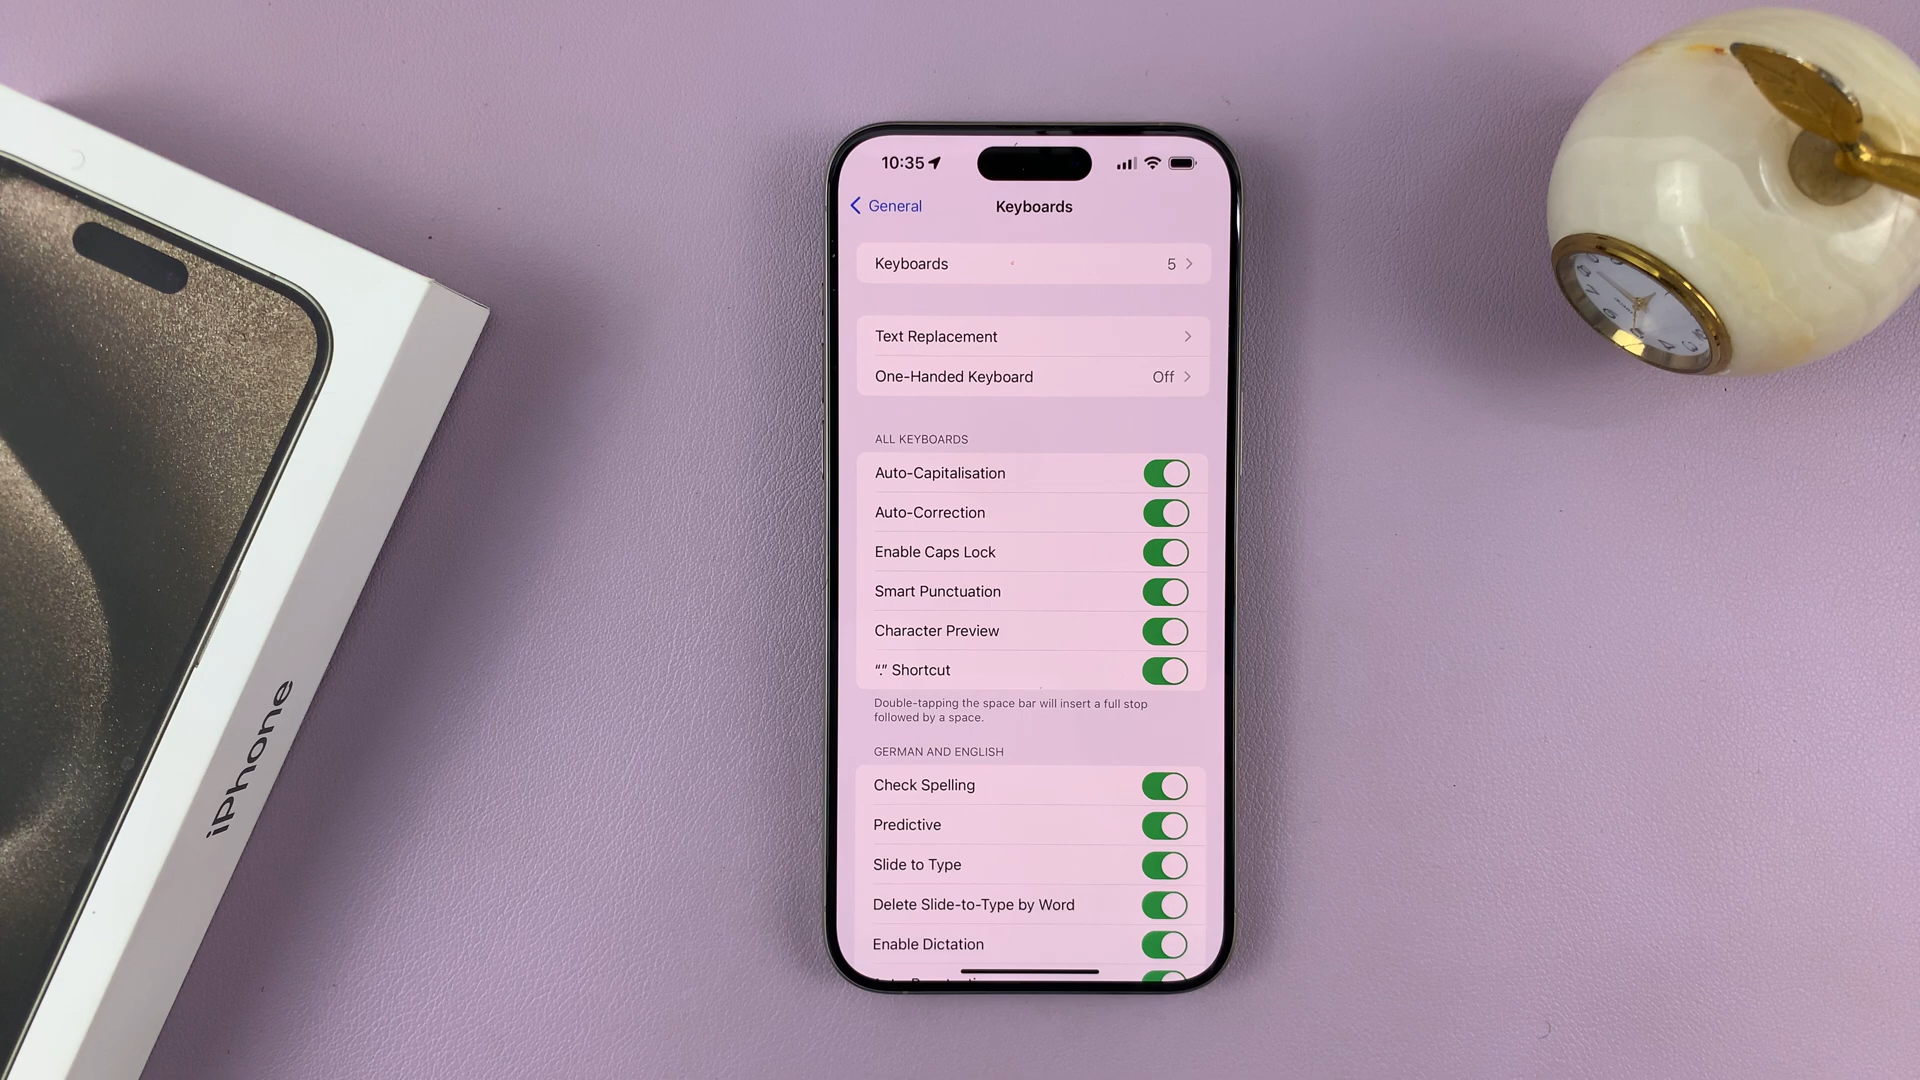 10:35
General
Keyboards
Keyboards 5
Text Replacement
One-Handed Keyboard Off
ALL KEYBOARDS
Auto-Capitalisation
Auto-Correction
Enable Caps Lock
Smart Punctuation
Character Preview
“.” Shortcut
Double-tapping the space bar will insert a full stop
followed by a space.
GERMAN AND ENGLISH
Check Spelling
Predictive
Slide to Type
Delete Slide-to-Type by Word
Enable Dictation
iPhone